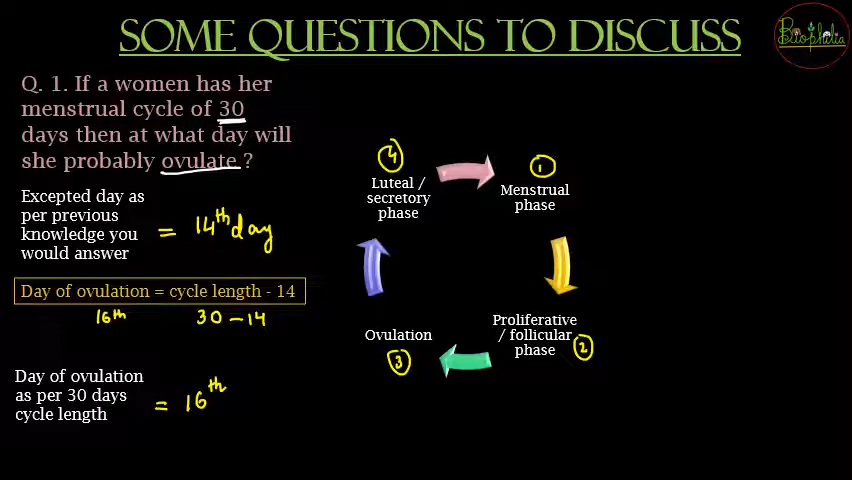 SOME QUESTIONS TO DISCUSS
Biophilia
Q. 1. If a women has her
menstrual cycle of 30
days then at what day will
she probably ovulate ?
Excepted day as
per previous
knowledge you
would answer
= 14th day
Day of ovulation = cycle length - 14
16th 30 - 14
Day of ovulation
as per 30 days
cycle length
= 16th
4
Luteal /
secretory
phase
1
Menstrual
phase
Proliferative
/ follicular
phase 2
Ovulation
3